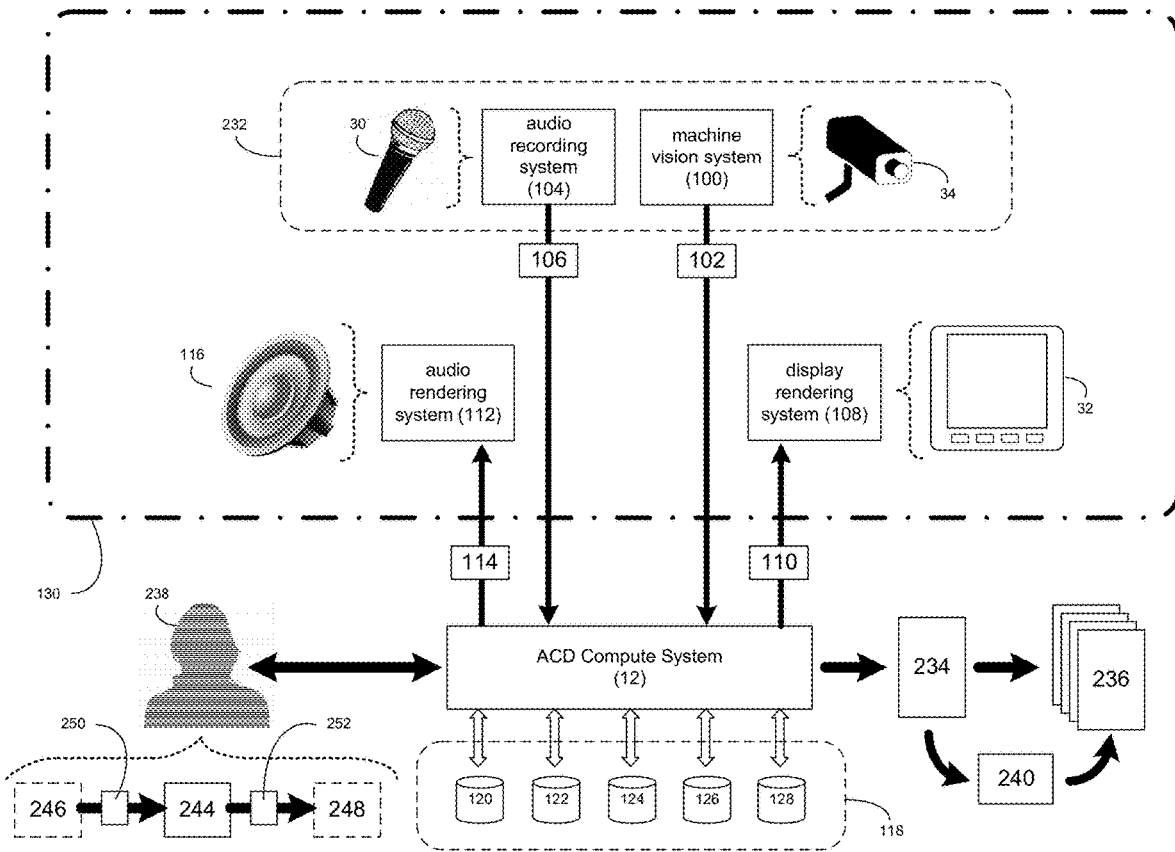 232
30
audio
recording
system
(104)
machine
vision system
(100)
34
106
102
116
audio
rendering
system (112)
display
rendering
system (108)
32
114
110
130
238
ACD Compute System
(12)
234
236
250
252
240
246
244
248
120
122
124
126
128
118